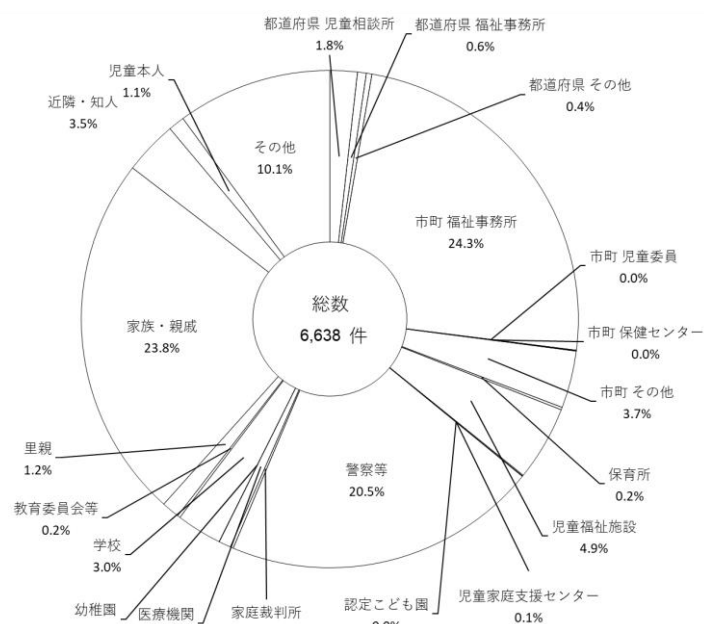 都道府県 児童相談所
1.8%
都道府県 福祉事務所
0.6%
都道府県 その他
0.4%
市町 福祉事務所
24.3%
市町 児童委員
0.0%
市町 保健センター
0.0%
市町 その他
3.7%
保育所
0.2%
児童福祉施設
4.9%
児童家庭支援センター
0.1%
認定こども園
警察等
20.5%
家庭裁判所
医療機関
幼稚園
学校
3.0%
教育委員会等
0.2%
里親
1.2%
家族・親戚
23.8%
近隣・知人
3.5%
児童本人
1.1%
その他
10.1%
総数
6,638 件